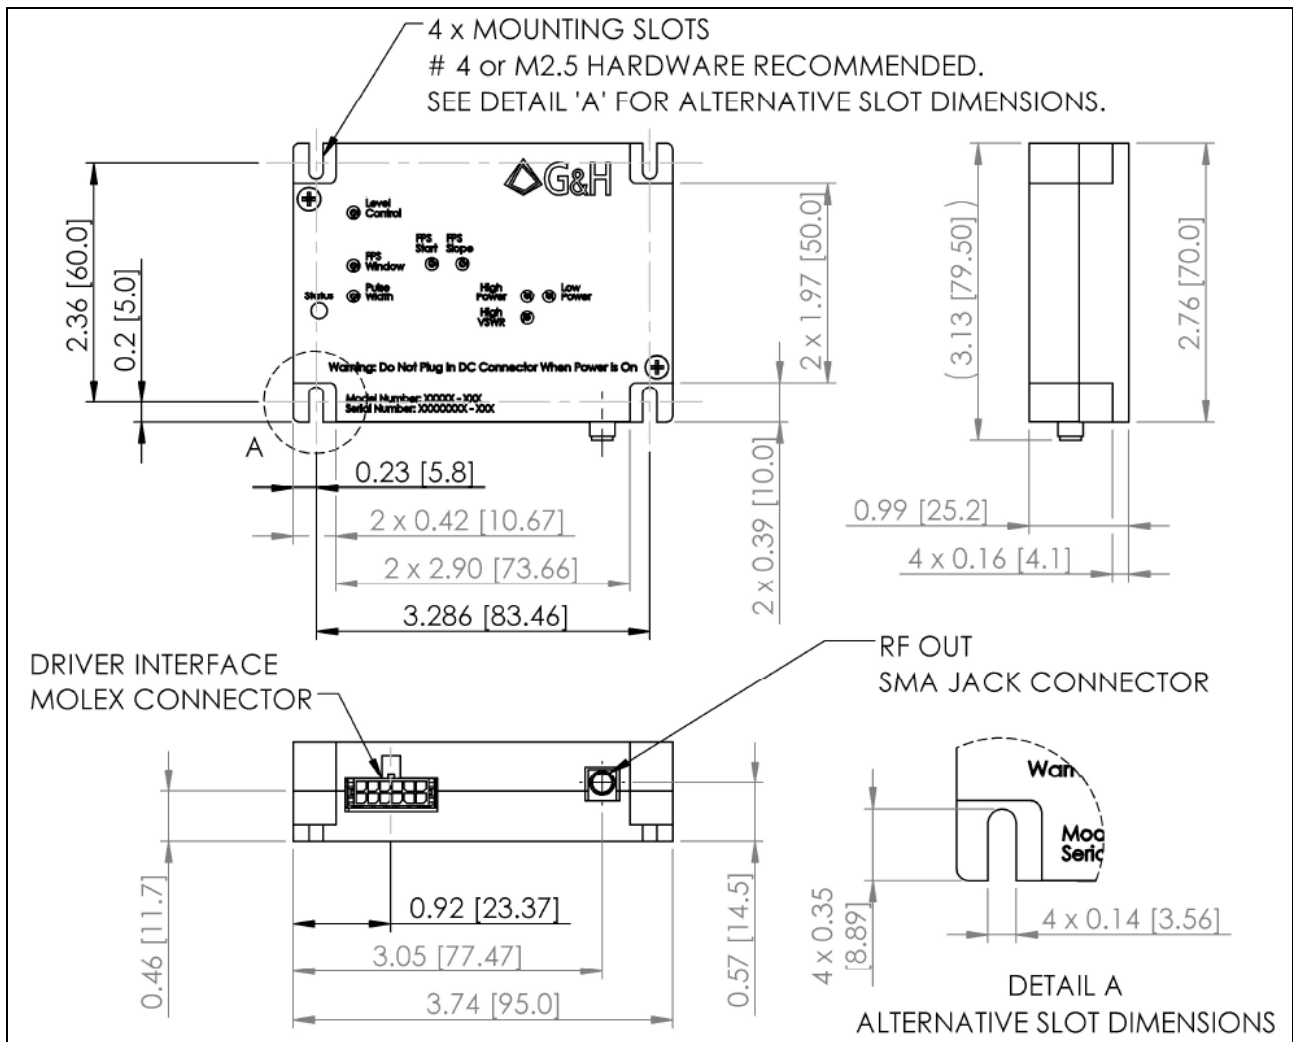 4 x MOUNTING SLOTS
# 4 or M2.5 HARDWARE RECOMMENDED.
SEE DETAIL 'A' FOR ALTERNATIVE SLOT DIMENSIONS.
G&H
Level
Control
FPS
Start
FPS
Slope
FPS
Window
Pulse
Width
Status
High
Power
Low
Power
High
VSWR
Warning: Do Not Plug In DC Connector When Power Is On
Model Number: XXXXX - XXX
Serial Number: XXXXXXXX - XXX
2.36 [60.0]
0.2 [5.0]
A
0.23 [5.8]
2 x 0.42 [10.67]
2 x 2.90 [73.66]
3.286 [83.46]
2 x 1.97 [50.0]
2 x 0.39 [10.0]
( 3.13 [79.50] )
2.76 [70.0]
0.99 [25.2]
4 x 0.16 [4.1]
DRIVER INTERFACE
MOLEX CONNECTOR
RF OUT
SMA JACK CONNECTOR
0.46 [11.7]
0.92 [23.37]
3.05 [77.47]
3.74 [95.0]
0.57 [14.5]
Warn
Mod
Seric
4 x 0.35
[8.89]
4 x 0.14 [3.56]
DETAIL A
ALTERNATIVE SLOT DIMENSIONS